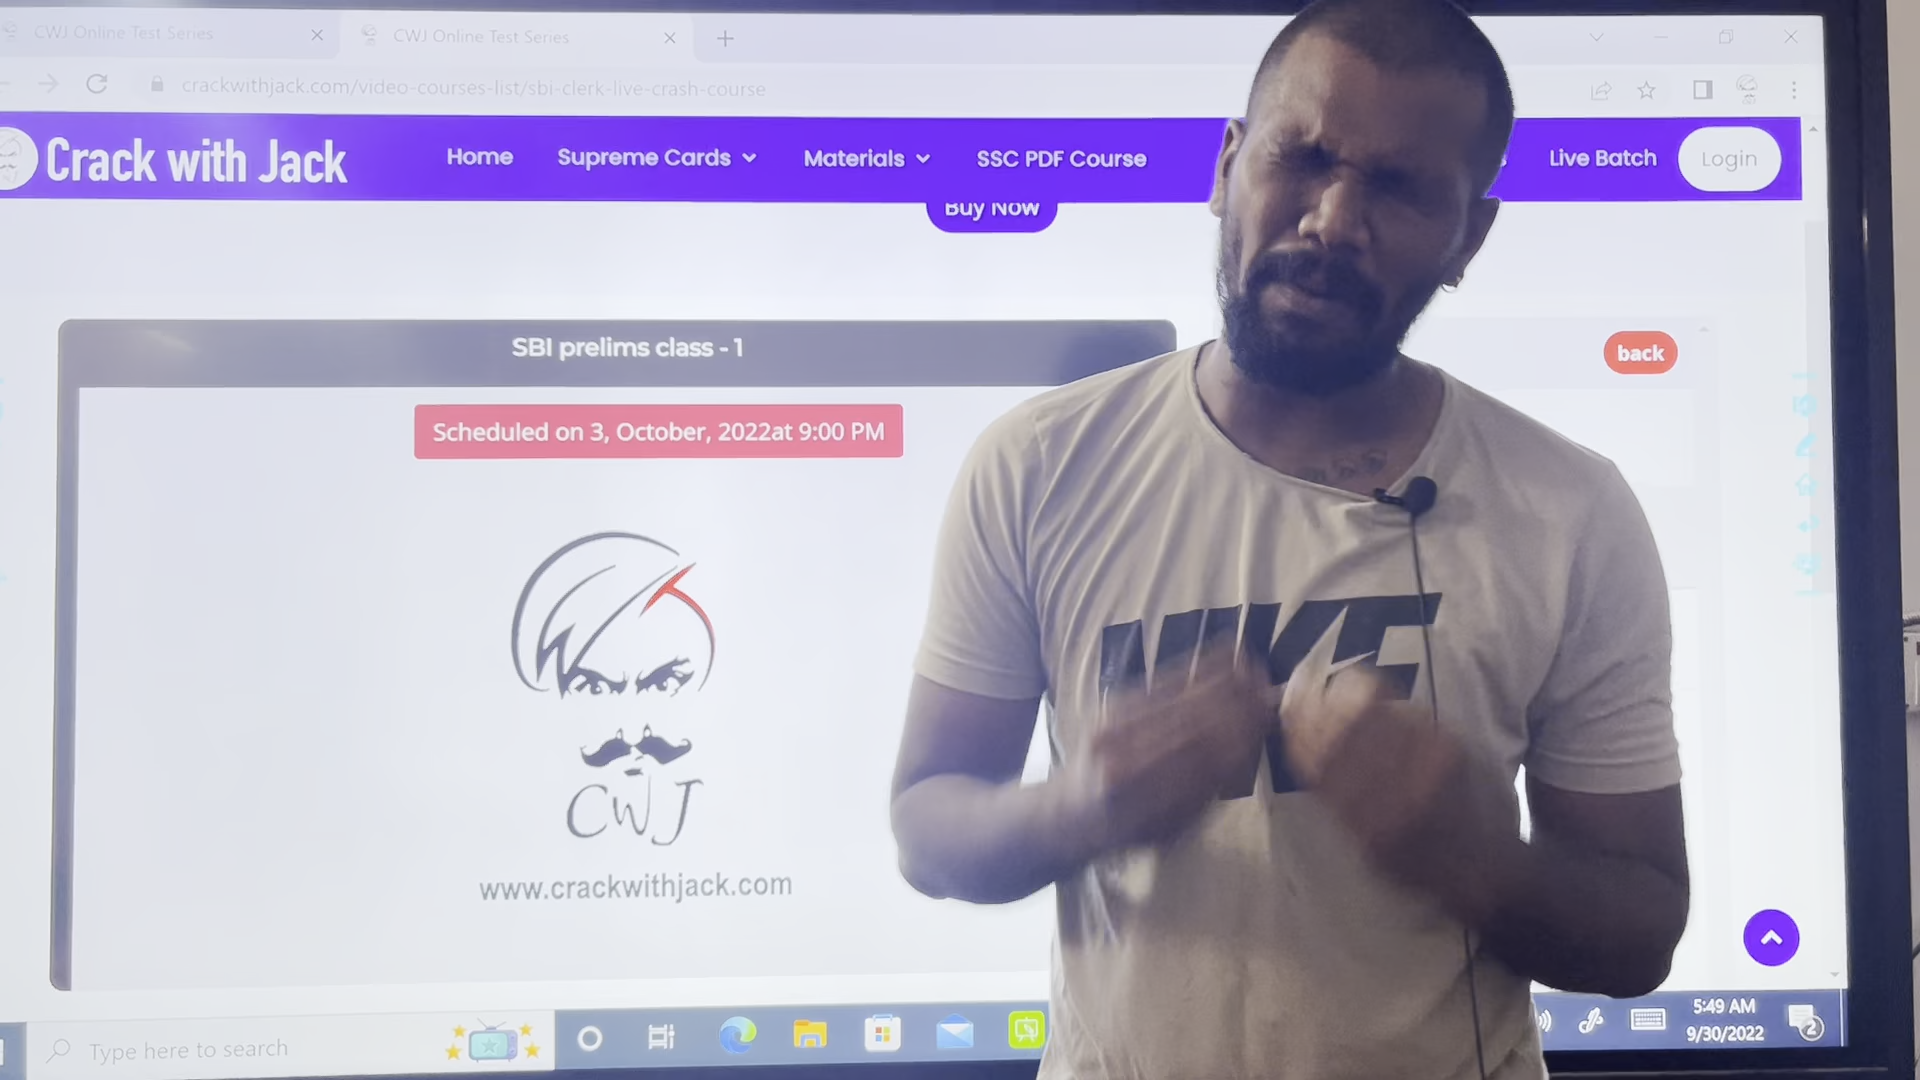 CWJ Online Test Series
CWJ Online Test Series
crackwithjack.com/video-courses-list/sbi-clerk-live-crash-course
Crack with Jack
Home
Supreme Cards
Materials
SSC PDF Course
Live Batch
Login
Buy Now
SBI prelims class - 1
back
Scheduled on 3, October, 2022at 9:00 PM
NIKE
CWJ
www.crackwithjack.com
Type here to search
5:49 AM
9/30/2022
2